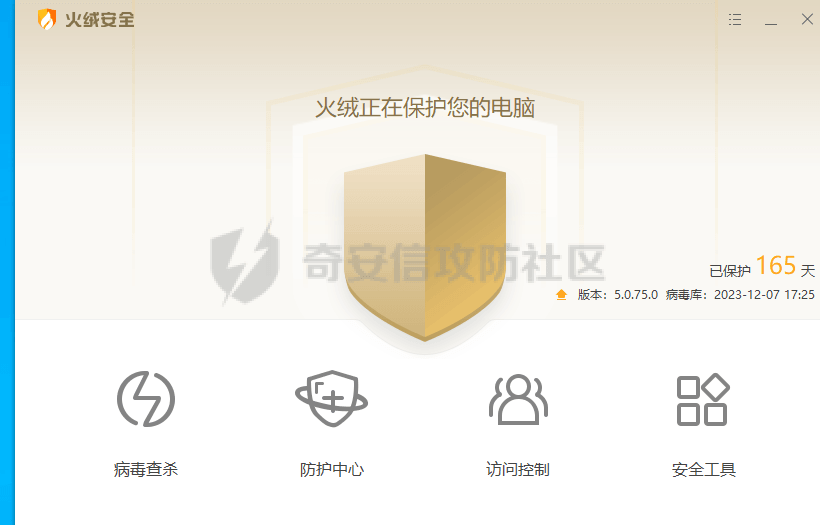 火绒安全
火绒正在保护您的电脑
奇安信攻防社区
已保护 165 天
版本：5.0.75.0 病毒库：2023-12-07 17:25
病毒查杀 防护中心 访问控制 安全工具